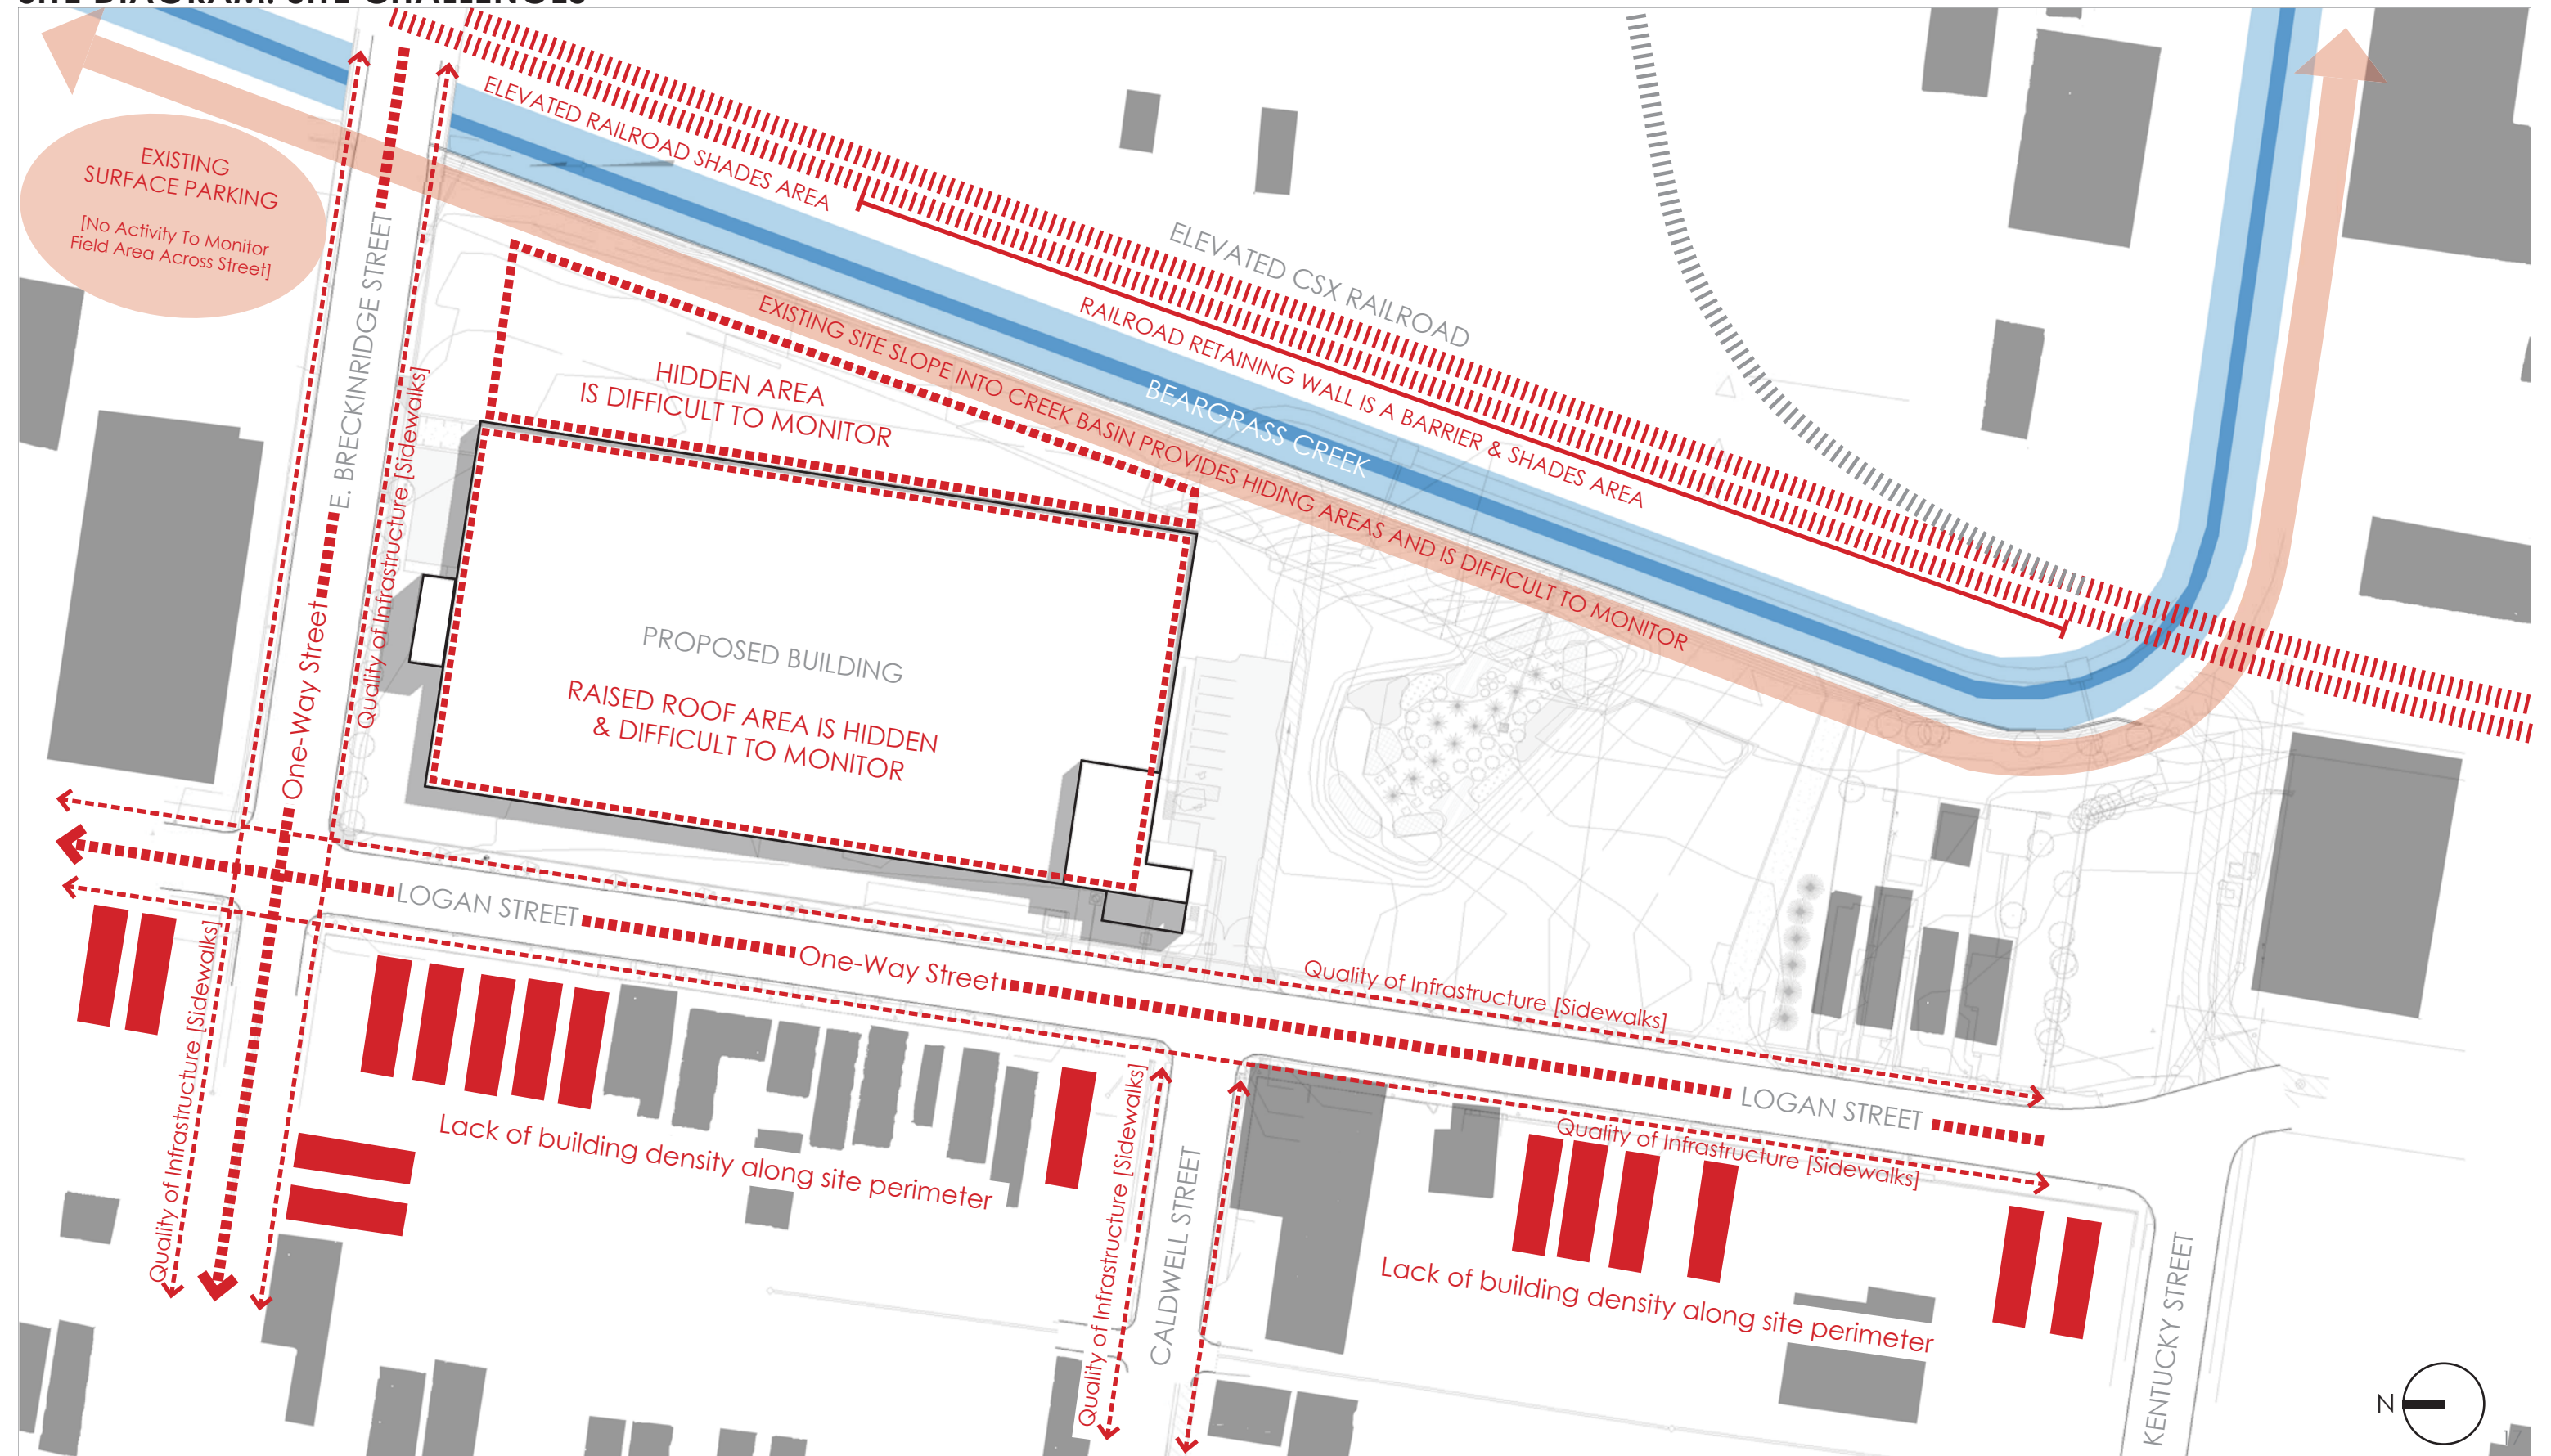 SITE DIAGRAM: SITE CHALLENGES
ELEVATED RAILROAD SHADES AREA
EXISTING
SURFACE PARKING
[No Activity To Monitor
Field Area Across Street]
ELEVATED CSX RAILROAD
RAILROAD RETAINING WALL IS A BARRIER & SHADES AREA
BEARGRASS CREEK
EXISTING SITE SLOPE INTO CREEK BASIN PROVIDES HIDING AREAS AND IS DIFFICULT TO MONITOR
HIDDEN AREA
IS DIFFICULT TO MONITOR
E. BRECKINRIDGE STREET
One-Way Street
Quality of Infrastructure [Sidewalks]
PROPOSED BUILDING
RAISED ROOF AREA IS HIDDEN
& DIFFICULT TO MONITOR
LOGAN STREET
One-Way Street
Quality of Infrastructure [Sidewalks]
LOGAN STREET
Quality of Infrastructure [Sidewalks]
Quality of Infrastructure [Sidewalks]
Lack of building density along site perimeter
Quality of Infrastructure [Sidewalks]
CALDWELL STREET
Lack of building density along site perimeter
KENTUCKY STREET
N
17